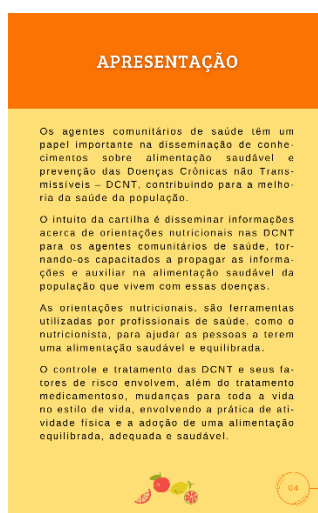 APRESENTAÇÃO
Os agentes comunitários de saúde têm um
papel importante na disseminação de conhe-
cimentos sobre alimentação saudável e
prevenção das Doenças Crônicas não Trans-
missíveis – DCNT, contribuindo para a melho-
ria da saúde da população.
O intuito da cartilha é disseminar informações
acerca de orientações nutricionais nas DCNT
para os agentes comunitários de saúde, tor-
nando-os capacitados a propagar as informa-
ções e auxiliar na alimentação saudável da
população que vivem com essas doenças.
As orientações nutricionais, são ferramentas
utilizadas por profissionais de saúde, como o
nutricionista, para ajudar as pessoas a terem
uma alimentação saudável e equilibrada.
O controle e tratamento das DCNT e seus fa-
tores de risco envolvem, além do tratamento
medicamentoso, mudanças para toda a vida
no estilo de vida, envolvendo a prática de ati-
vidade física e a adoção de uma alimentação
equilibrada, adequada e saudável.
04